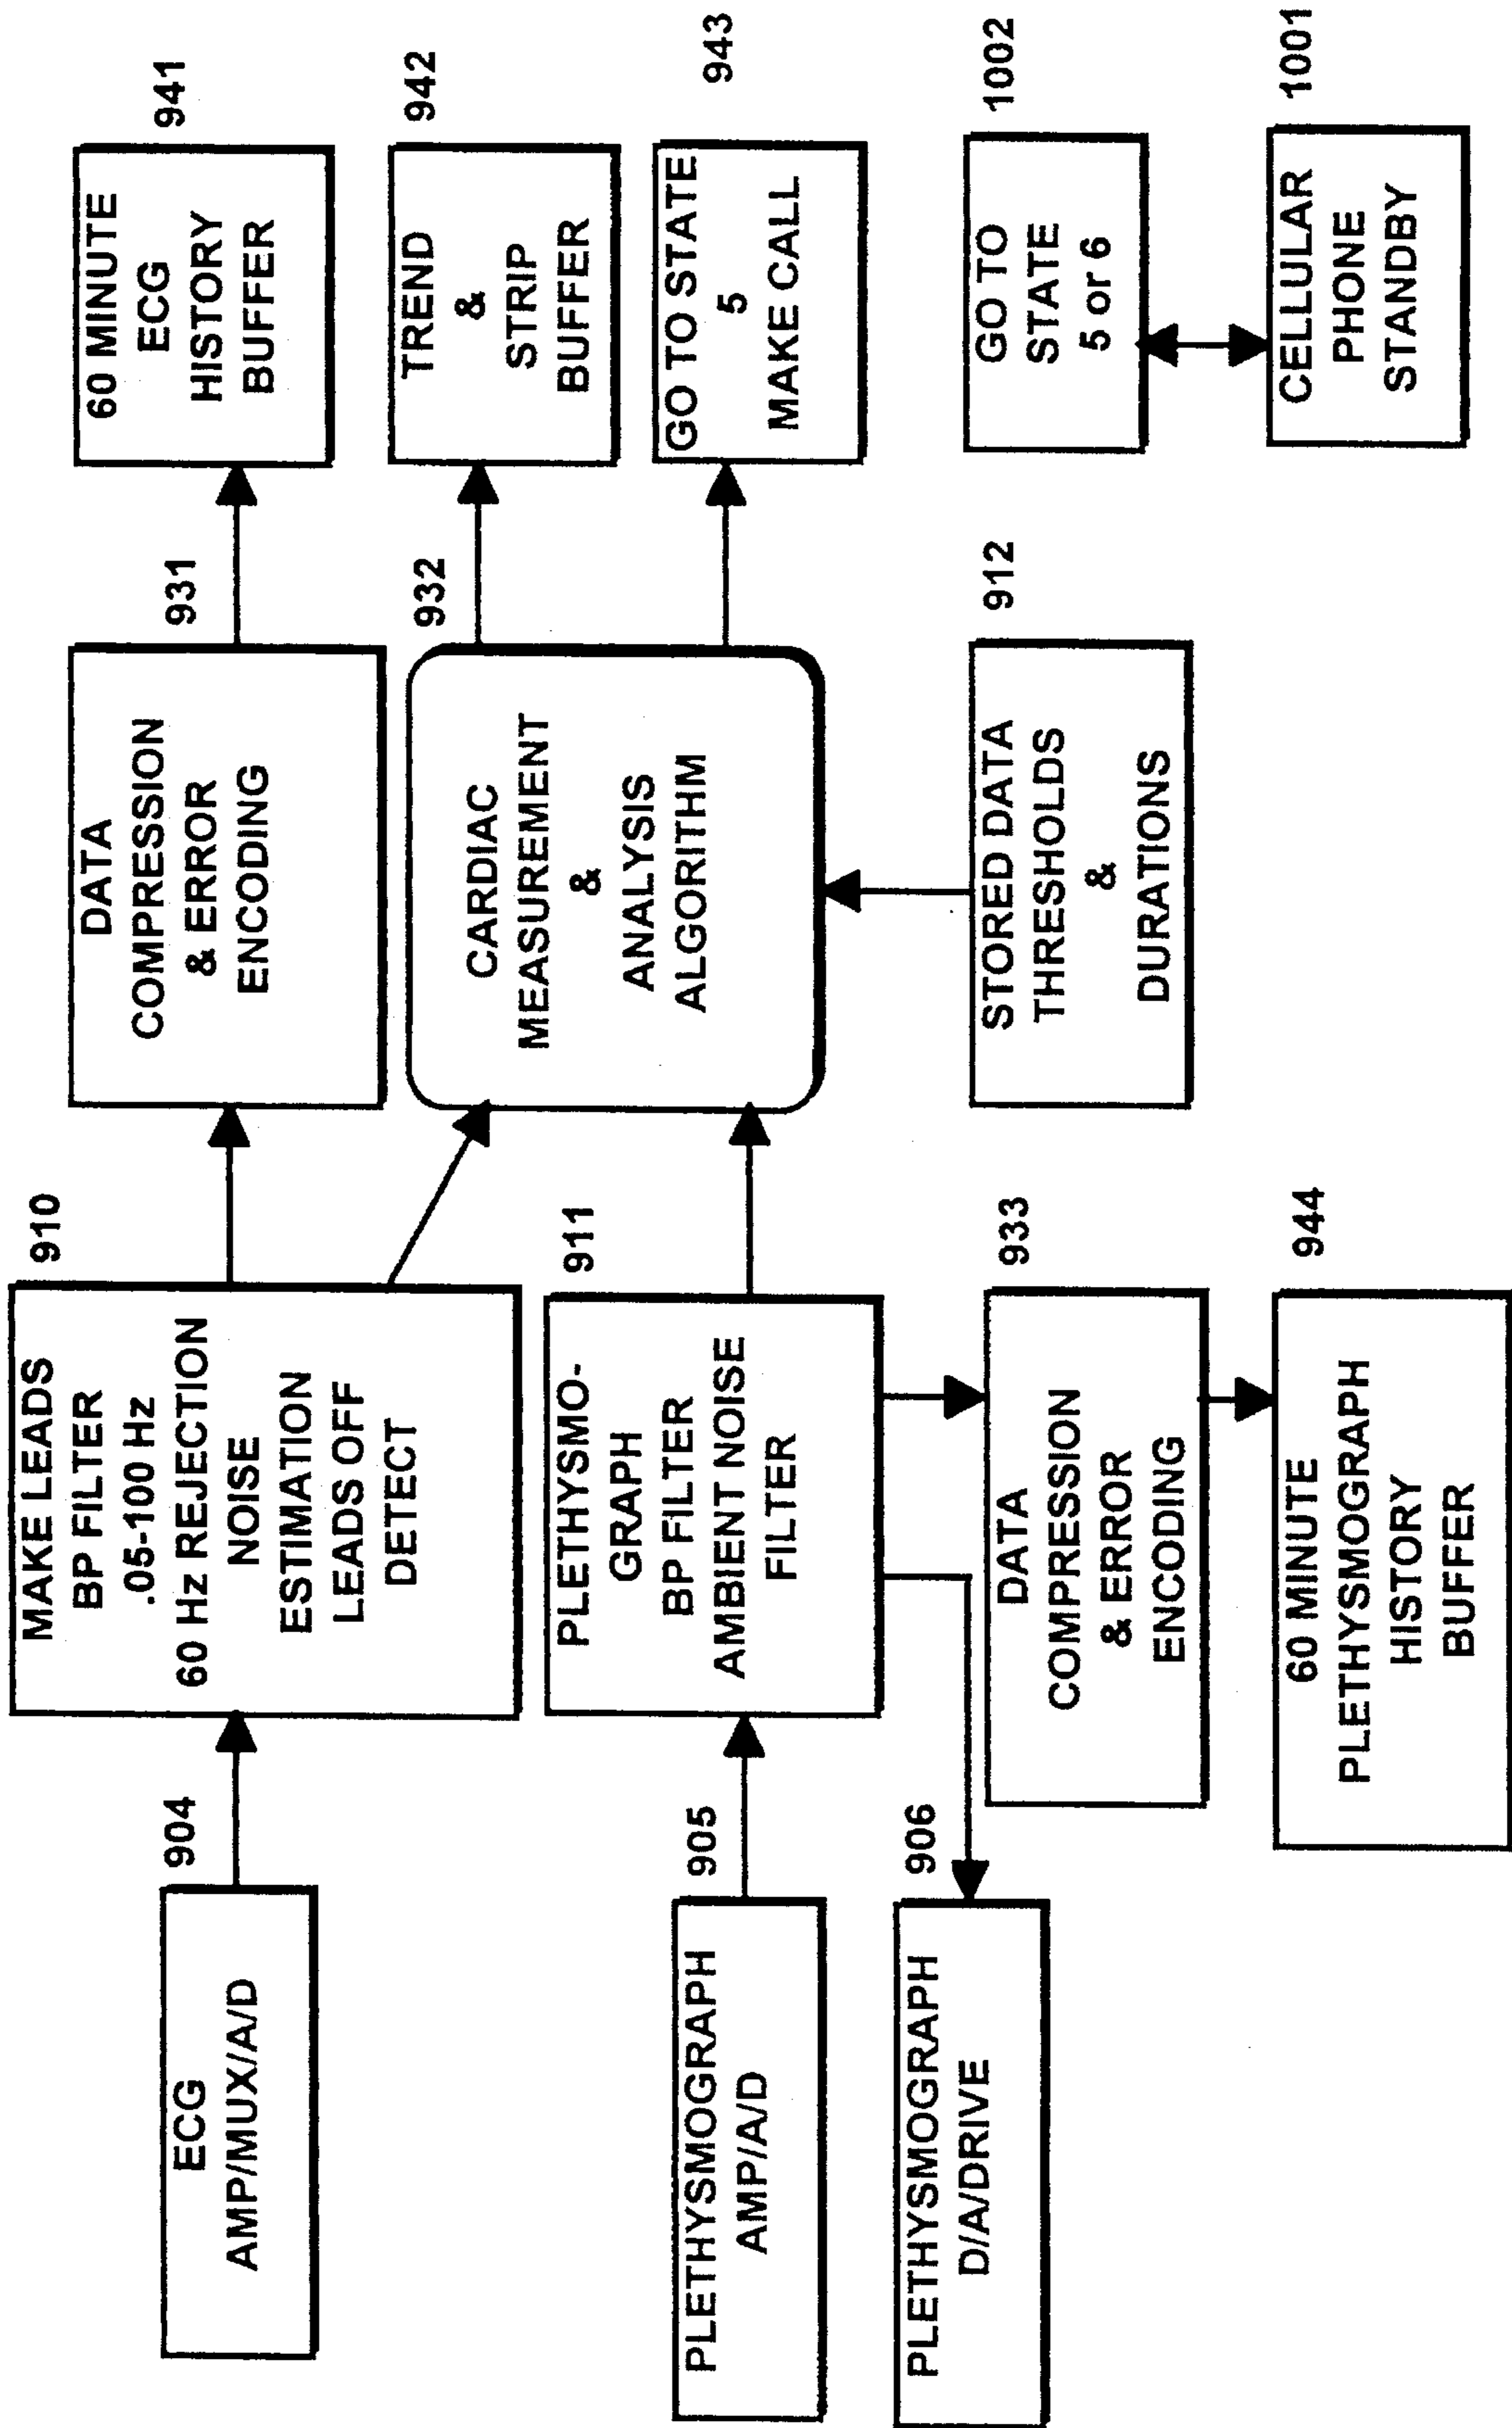 904
ECG
AMP/MUX/A/D
910
MAKE LEADS
BP FILTER
.05-100 Hz
60 Hz REJECTION
NOISE
ESTIMATION
LEADS OFF
DETECT
931
DATA
COMPRESSION
& ERROR
ENCODING
941
60 MINUTE
ECG
HISTORY
BUFFER
932
CARDIAC
MEASUREMENT
&
ANALYSIS
ALGORITHM
942
TREND
&
STRIP
BUFFER
943
GO TO STATE
5
MAKE CALL
905
PLETHYSMOGRAPH
AMP/A/D
911
PLETHYSMO-
GRAPH
BP FILTER
AMBIENT NOISE
FILTER
906
PLETHYSMOGRAPH
D/A/DRIVE
933
DATA
COMPRESSION
& ERROR
ENCODING
912
STORED DATA
THRESHOLDS
&
DURATIONS
1002
GO TO
STATE
5 or 6
944
60 MINUTE
PLETHYSMOGRAPH
HISTORY
BUFFER
1001
CELLULAR
PHONE
STANDBY